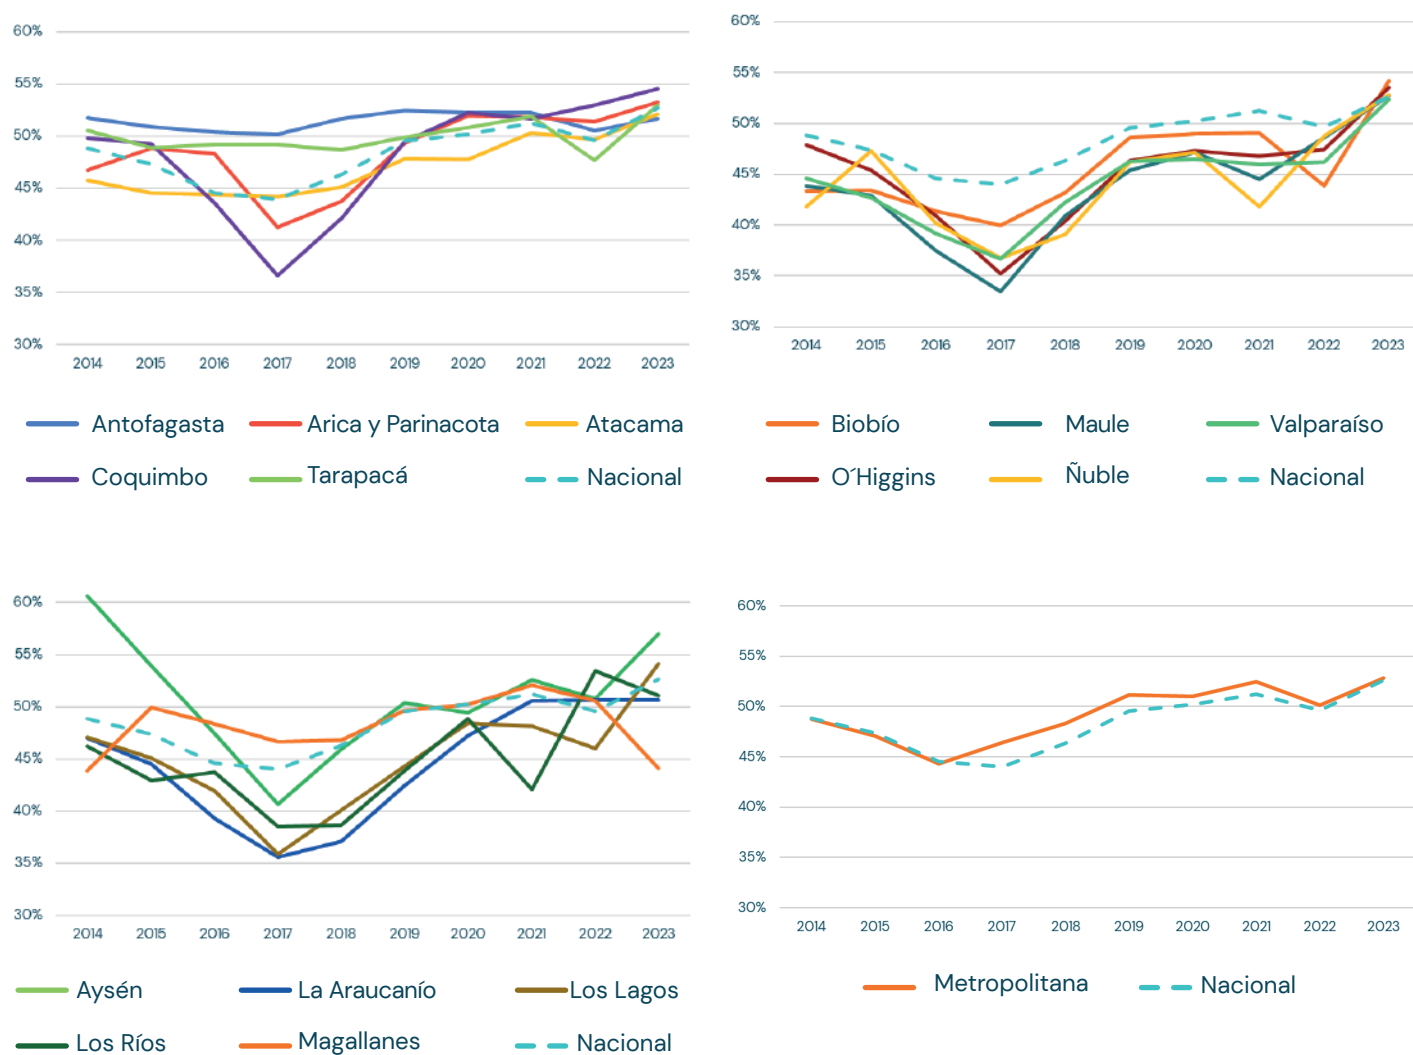 60%
55%
50%
45%
40%
35%
30%
2014 2015 2016 2017 2018 2019 2020 2021 2022 2023
Antofagasta Arica y Parinacota Atacama
Coquimbo Tarapacá Nacional
60%
55%
50%
45%
40%
35%
30%
2014 2015 2016 2017 2018 2019 2020 2021 2022 2023
Biobío Maule Valparaíso
O´Higgins Ñuble Nacional
60%
55%
50%
45%
40%
35%
30%
2014 2015 2016 2017 2018 2019 2020 2021 2022 2023
Aysén La Araucanío Los Lagos
Los Ríos Magallanes Nacional
60%
55%
50%
45%
40%
35%
30%
2014 2015 2016 2017 2018 2019 2020 2021 2022 2023
Metropolitana Nacional